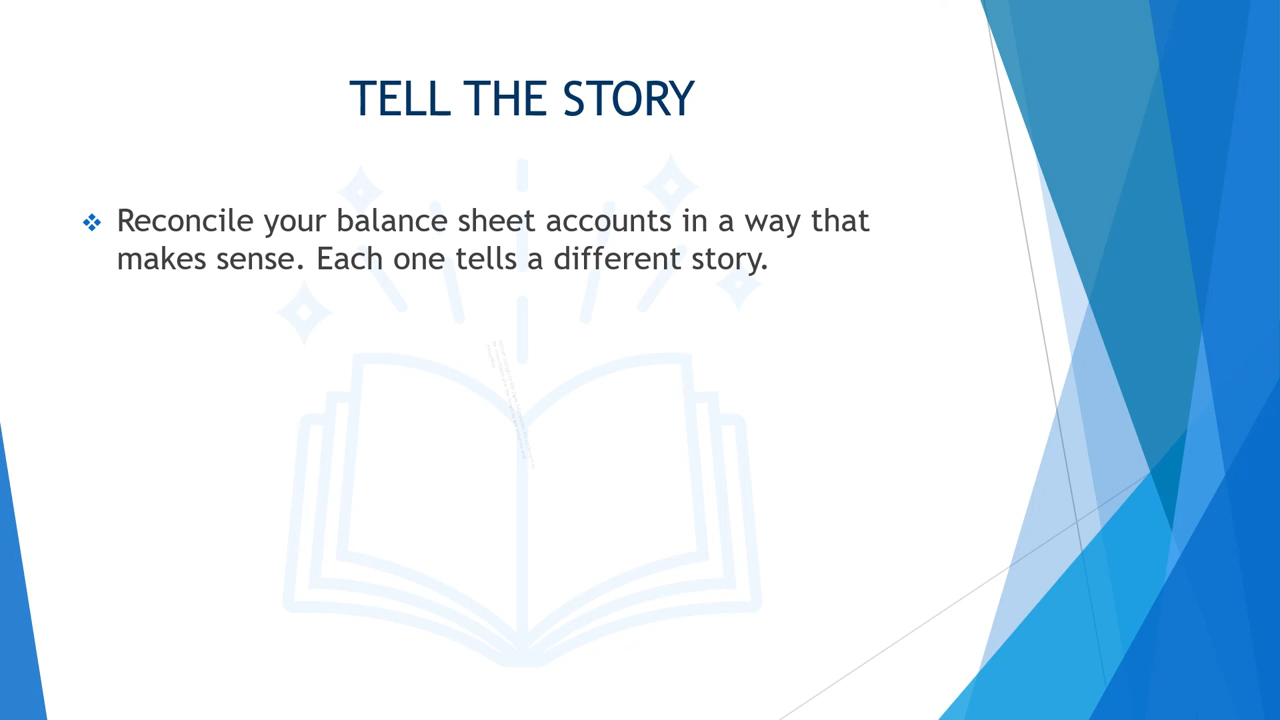 TELL THE STORY
Reconcile your balance sheet accounts in a way that
makes sense. Each one tells a different story.